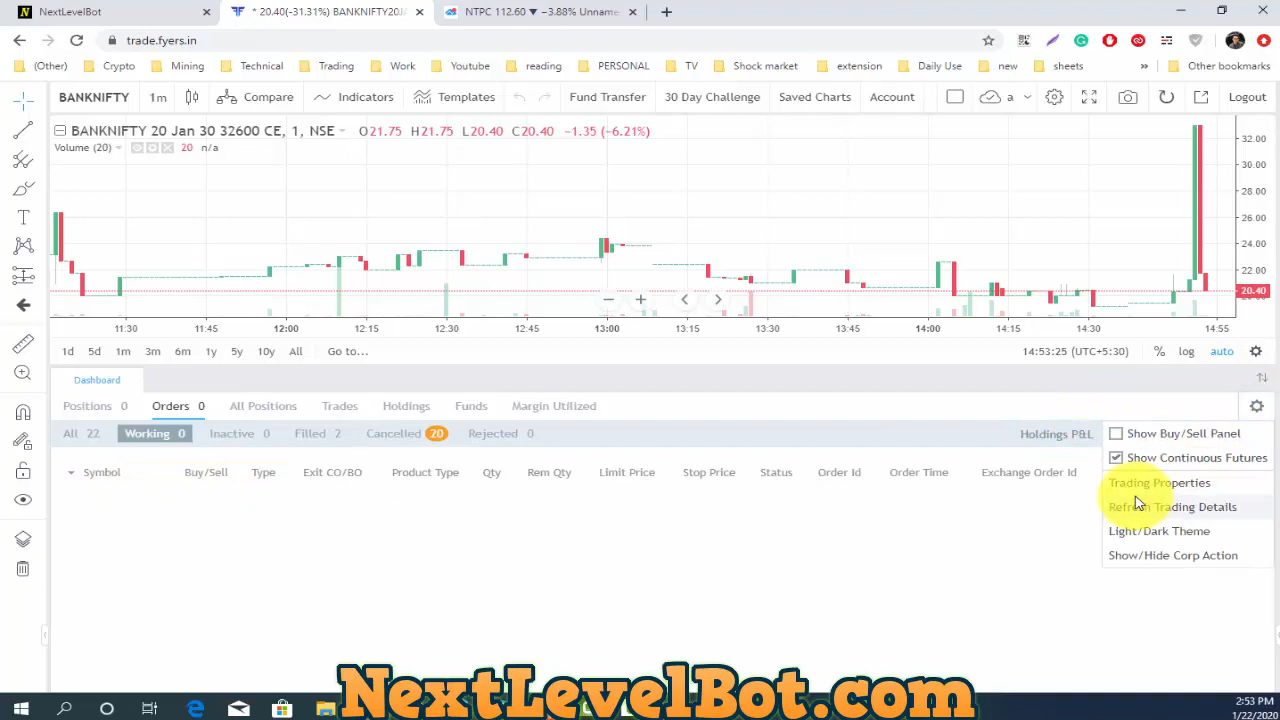 NextLevelBot
* 20.40(-31.31%) BANKNIFTY20JA
NTPC 112.60 ▼ −3.88% Unname
trade.fyers.in
(Other) Crypto Mining Technical Trading Work Youtube reading PERSONAL TV Shock market extension Daily Use new sheets » Other bookmarks
BANKNIFTY 1m Compare Indicators Templates Fund Transfer 30 Day Challenge Saved Charts Account a Logout
BANKNIFTY 20 Jan 30 32600 CE, 1, NSE O21.75 H21.75 L20.40 C20.40 −1.35 (−6.21%)
Volume (20) 20 n/a
32.00
30.00
28.00
26.00
24.00
22.00
20.40
11:30 11:45 12:00 12:15 12:30 12:45 13:00 13:15 13:30 13:45 14:00 14:15 14:30 14:55
1d 5d 1m 3m 6m 1y 5y 10y All Go to... 14:53:25 (UTC+5:30) % log auto
Dashboard
Positions 0 Orders 0 All Positions Trades Holdings Funds Margin Utilized
All 22 Working 0 Inactive 0 Filled 2 Cancelled 20 Rejected 0 Holdings P&L
Show Buy/Sell Panel
Show Continuous Futures
Symbol Buy/Sell Type Exit CO/BO Product Type Qty Rem Qty Limit Price Stop Price Status Order Id Order Time Exchange Order Id
Trading Properties
Refresh Trading Details
Light/Dark Theme
Show/Hide Corp Action
NextLevelBot.com
2:53 PM
1/22/2020